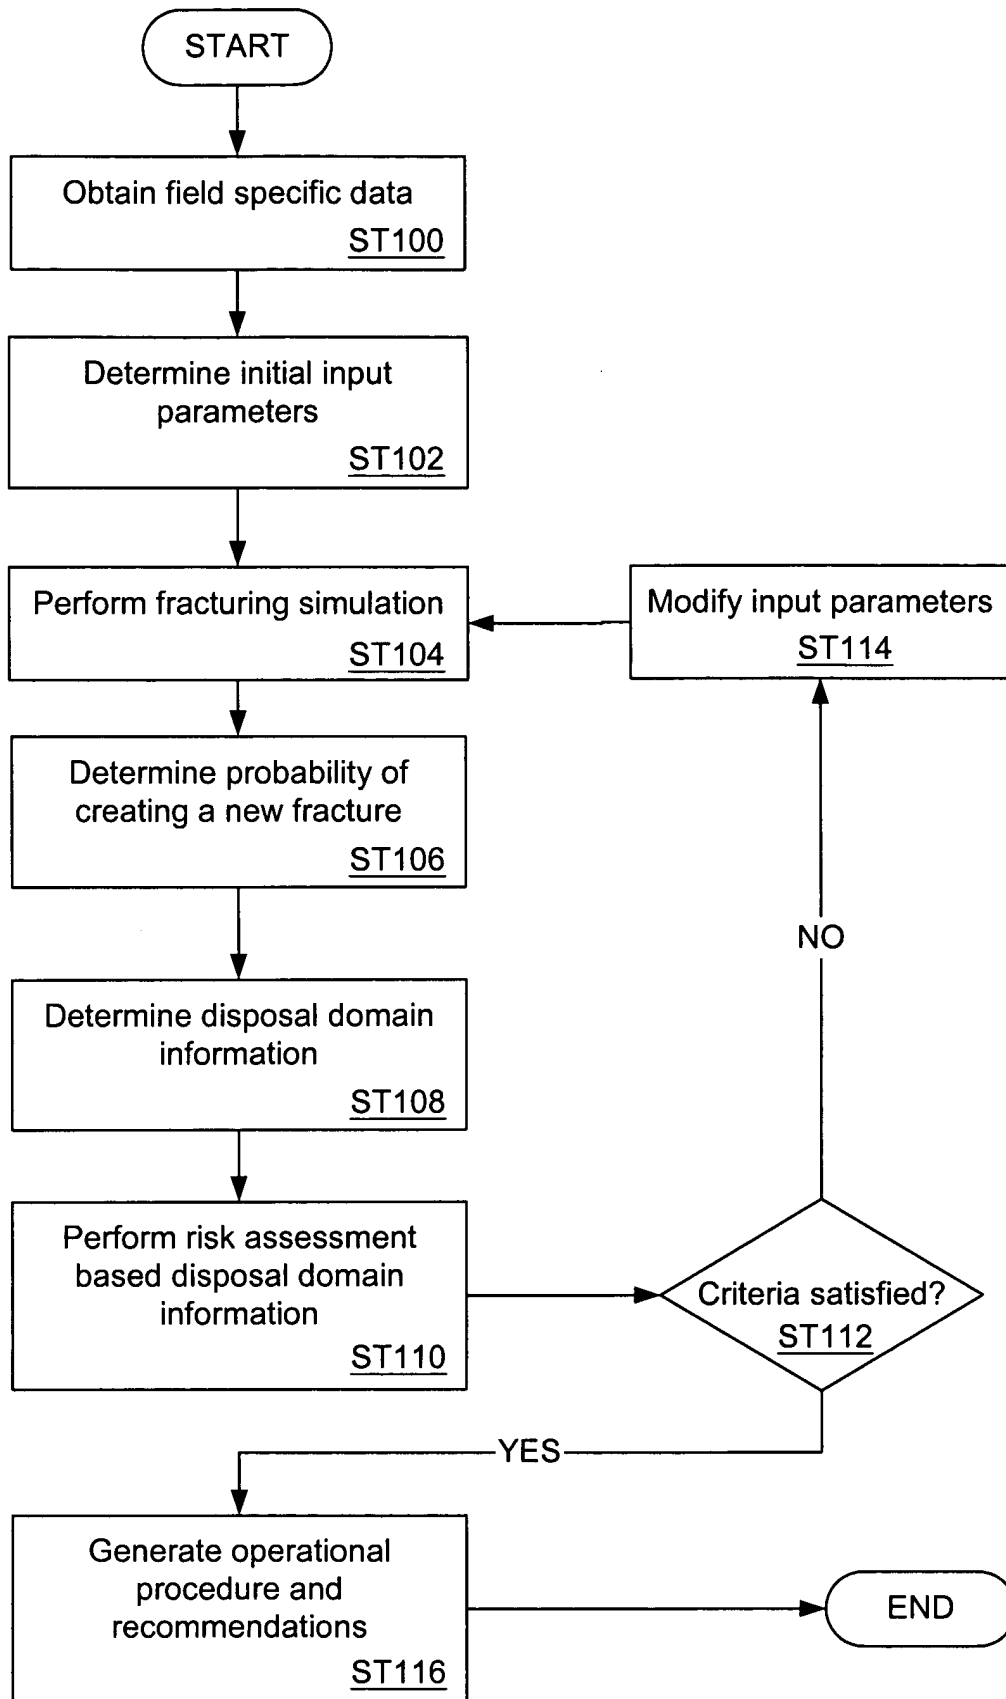 START
Obtain field specific data
ST100
Determine initial input
parameters
ST102
Perform fracturing simulation
ST104
Modify input parameters
ST114
Determine probability of
creating a new fracture
ST106
NO
Determine disposal domain
information
ST108
Perform risk assessment
based disposal domain
information
ST110
Criteria satisfied?
ST112
YES
Generate operational
procedure and
recommendations
ST116
END